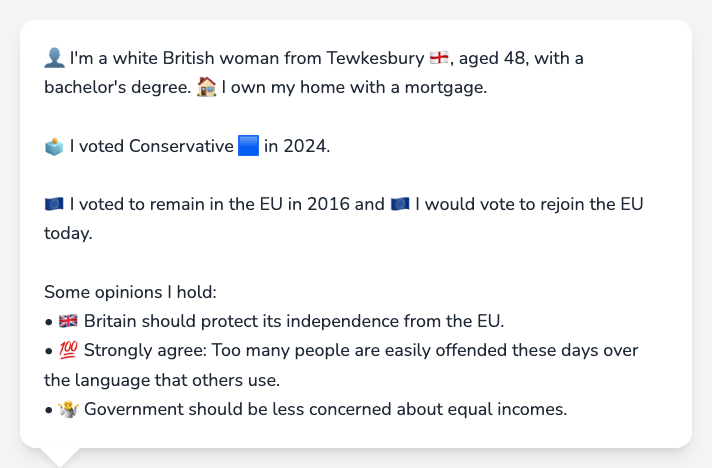 👤 I'm a white British woman from Tewkesbury 🏴󠁧󠁢󠁥󠁮󠁧󠁿, aged 48, with a
bachelor's degree. 🏠 I own my home with a mortgage.
🗳️ I voted Conservative 🟦 in 2024.
🇪🇺 I voted to remain in the EU in 2016 and 🇪🇺 I would vote to rejoin the EU
today.
Some opinions I hold:
• 🇬🇧 Britain should protect its independence from the EU.
• 💯 Strongly agree: Too many people are easily offended these days over
the language that others use.
• 🤷 Government should be less concerned about equal incomes.